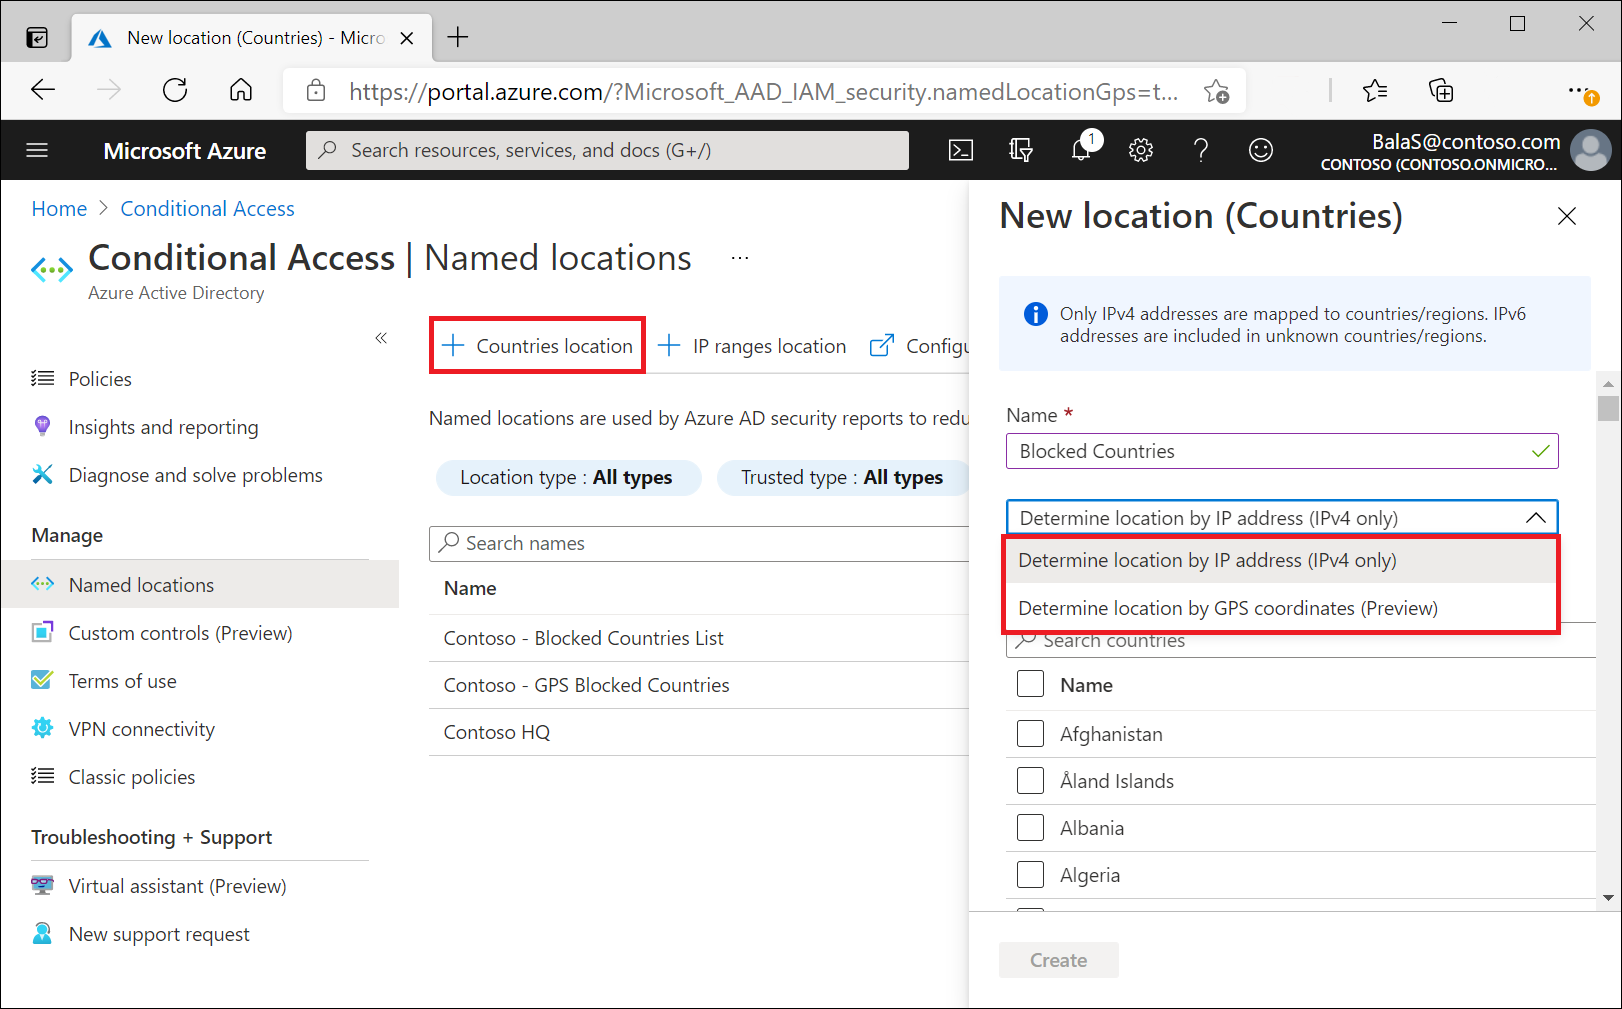 New location (Countries) - Micro
https://portal.azure.com/?Microsoft_AAD_IAM_security.namedLocationGps=t...
Microsoft Azure
Search resources, services, and docs (G+/)
1
BalaS@contoso.com
CONTOSO (CONTOSO.ONMICRO...
Home > Conditional Access
Conditional Access | Named locations ...
Azure Active Directory
«
Policies
Insights and reporting
Diagnose and solve problems
Manage
Named locations
Custom controls (Preview)
Terms of use
VPN connectivity
Classic policies
Troubleshooting + Support
Virtual assistant (Preview)
New support request
+ Countries location
+ IP ranges location
Configu
Named locations are used by Azure AD security reports to redu
Location type : All types
Trusted type : All types
Search names
Name
Contoso - Blocked Countries List
Contoso - GPS Blocked Countries
Contoso HQ
New location (Countries)
Only IPv4 addresses are mapped to countries/regions. IPv6
addresses are included in unknown countries/regions.
Name *
Blocked Countries
Determine location by IP address (IPv4 only)
Determine location by IP address (IPv4 only)
Determine location by GPS coordinates (Preview)
Search countries
Name
Afghanistan
Åland Islands
Albania
Algeria
Create